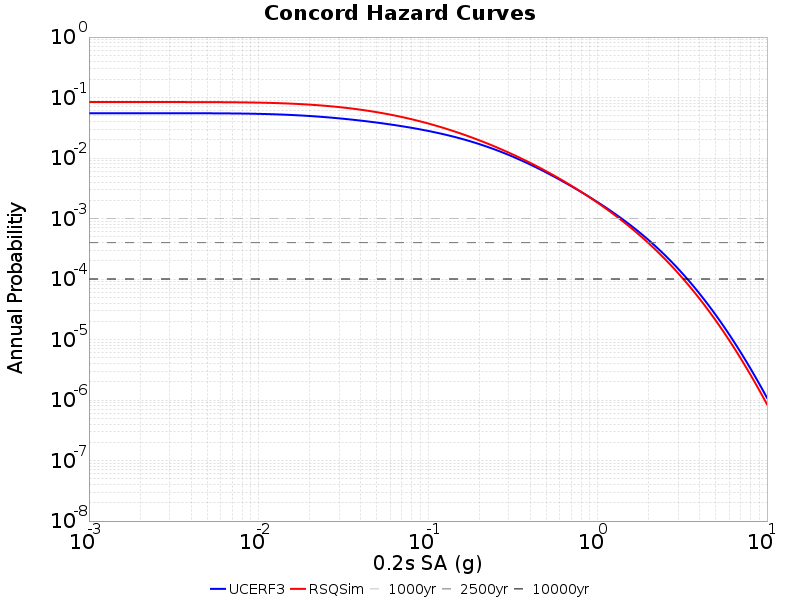 Concord Hazard Curves
10^0
10^-1
10^-2
10^-3
10^-4
10^-5
10^-6
10^-7
10^-8
Annual Probabilitiy
10^-3 10^-2 10^-1 10^0 10^1
0.2s SA (g)
UCERF3 RSQSim 1000yr 2500yr 10000yr